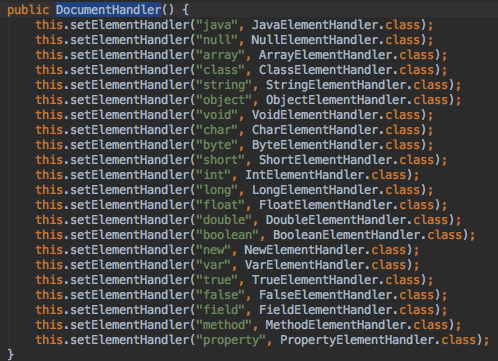 public DocumentHandler() {
this.setElementHandler("java", JavaElementHandler.class);
this.setElementHandler("null", NullElementHandler.class);
this.setElementHandler("array", ArrayElementHandler.class);
this.setElementHandler("class", ClassElementHandler.class);
this.setElementHandler("string", StringElementHandler.class);
this.setElementHandler("object", ObjectElementHandler.class);
this.setElementHandler("void", VoidElementHandler.class);
this.setElementHandler("char", CharElementHandler.class);
this.setElementHandler("byte", ByteElementHandler.class);
this.setElementHandler("short", ShortElementHandler.class);
this.setElementHandler("int", IntElementHandler.class);
this.setElementHandler("long", LongElementHandler.class);
this.setElementHandler("float", FloatElementHandler.class);
this.setElementHandler("double", DoubleElementHandler.class);
this.setElementHandler("boolean", BooleanElementHandler.class);
this.setElementHandler("new", NewElementHandler.class);
this.setElementHandler("var", VarElementHandler.class);
this.setElementHandler("true", TrueElementHandler.class);
this.setElementHandler("false", FalseElementHandler.class);
this.setElementHandler("field", FieldElementHandler.class);
this.setElementHandler("method", MethodElementHandler.class);
this.setElementHandler("property", PropertyElementHandler.class);
}